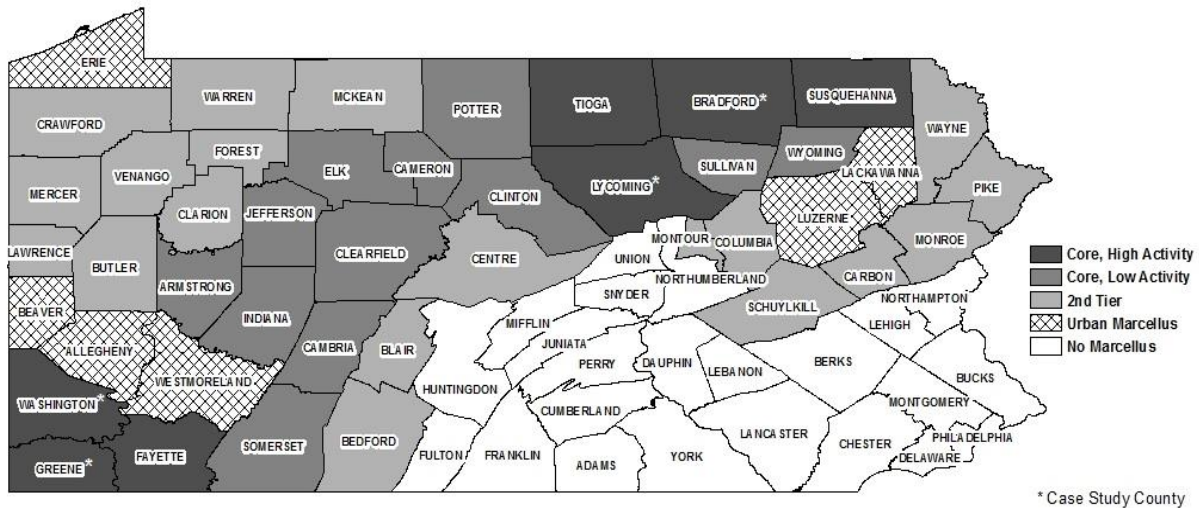 ERIE
WARREN
MCKEAN
POTTER
TIOGA
BRADFORD *
SUSQUEHANNA
CRAWFORD
WAYNE
FOREST
ELK
CAMERON
SULLIVAN
WYOMING
LACKAWANNA
MERCER
VENANGO
CLINTON
LYCOMING *
PIKE
CLARION
JEFFERSON
LUZERNE
LAWRENCE
BUTLER
CLEARFIELD
CENTRE
UNION
MONTOUR
COLUMBIA
MONROE
ARMSTRONG
NORTHUMBERLAND
CARBON
BEAVER
INDIANA
SNYDER
SCHUYLKILL
NORTHAMPTON
ALLEGHENY
CAMBRIA
BLAIR
MIFFLIN
JUNIATA
LEHIGH
WESTMORELAND
HUNTINGDON
PERRY
DAUPHIN
LEBANON
BERKS
BUCKS
WASHINGTON *
CUMBERLAND
MONTGOMERY
GREENE *
FAYETTE
SOMERSET
BEDFORD
FULTON
FRANKLIN
ADAMS
YORK
LANCASTER
CHESTER
PHILADELPHIA
DELAWARE
Core, High Activity
Core, Low Activity
2nd Tier
Urban Marcellus
No Marcellus
* Case Study County